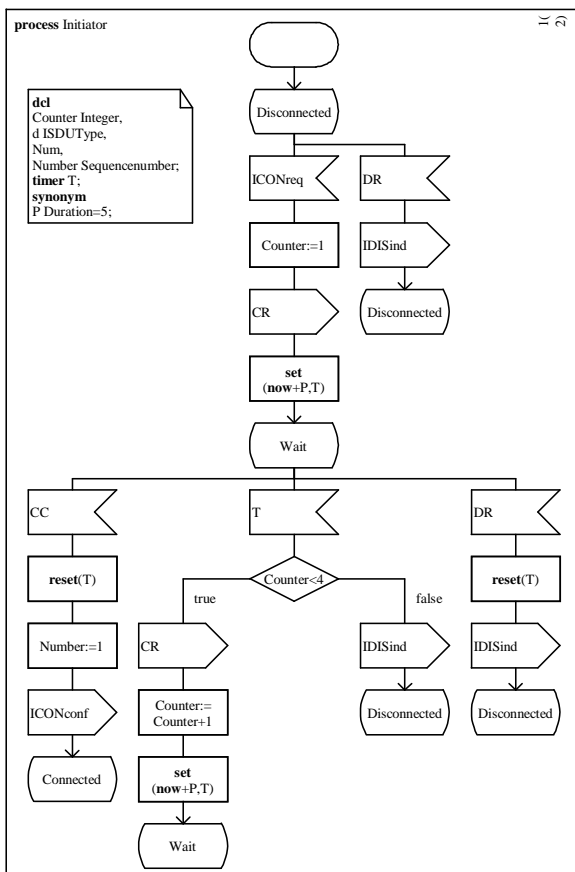 process Initiator
1(
2)
dcl
Counter Integer,
d ISDUType,
Num,
Number Sequencenumber;
timer T;
synonym
P Duration=5;
Disconnected
ICONreq
DR
Counter:=1
IDISind
CR
Disconnected
set
(now+P,T)
Wait
CC
T
DR
reset(T)
Counter<4
reset(T)
true
false
Number:=1
CR
IDISind
IDISind
ICONconf
Counter:=
Counter+1
Disconnected
Disconnected
Connected
set
(now+P,T)
Wait